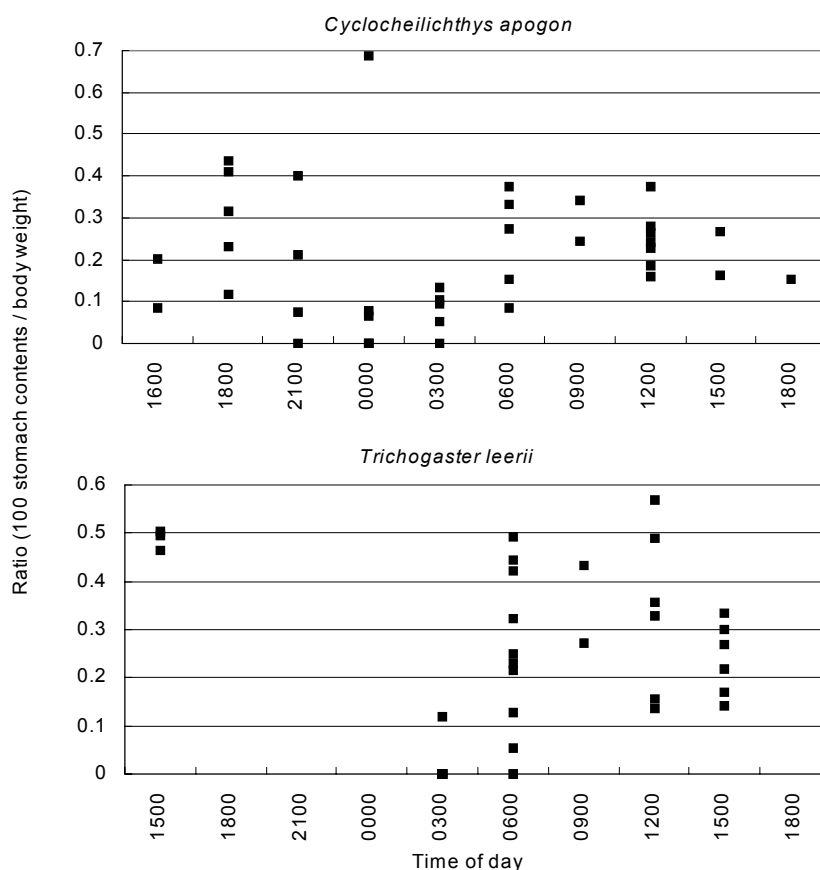 Cyclocheilichthys apogon
0.7
0.6
0.5
0.4
0.3
0.2
0.1
0
1600 1800 2100 0000 0300 0600 0900 1200 1500 1800
Ratio (100 stomach contents / body weight)
Trichogaster leerii
0.6
0.5
0.4
0.3
0.2
0.1
0
1500 1800 2100 0000 0300 0600 0900 1200 1500 1800
Time of day